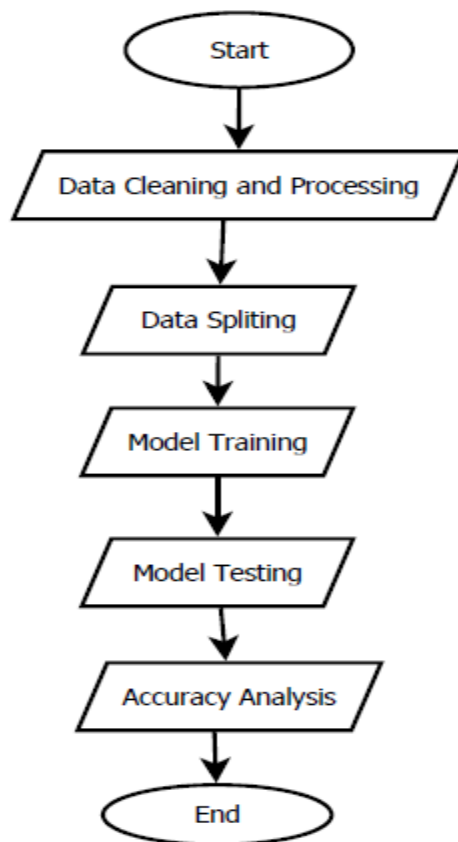 Start
Data Cleaning and Processing
Data Spliting
Model Training
Model Testing
Accuracy Analysis
End